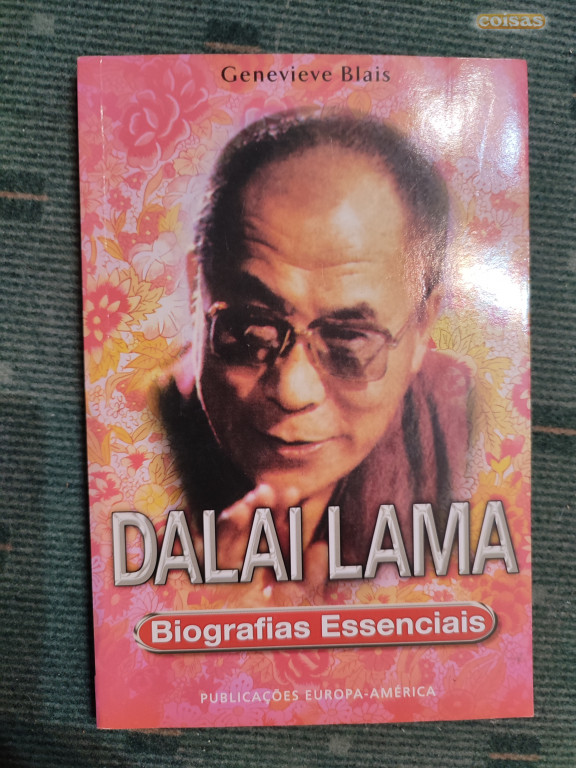 coisas
Genevieve Blais
DALAI LAMA
Biografias Essenciais
PUBLICAÇÕES EUROPA-AMÉRICA